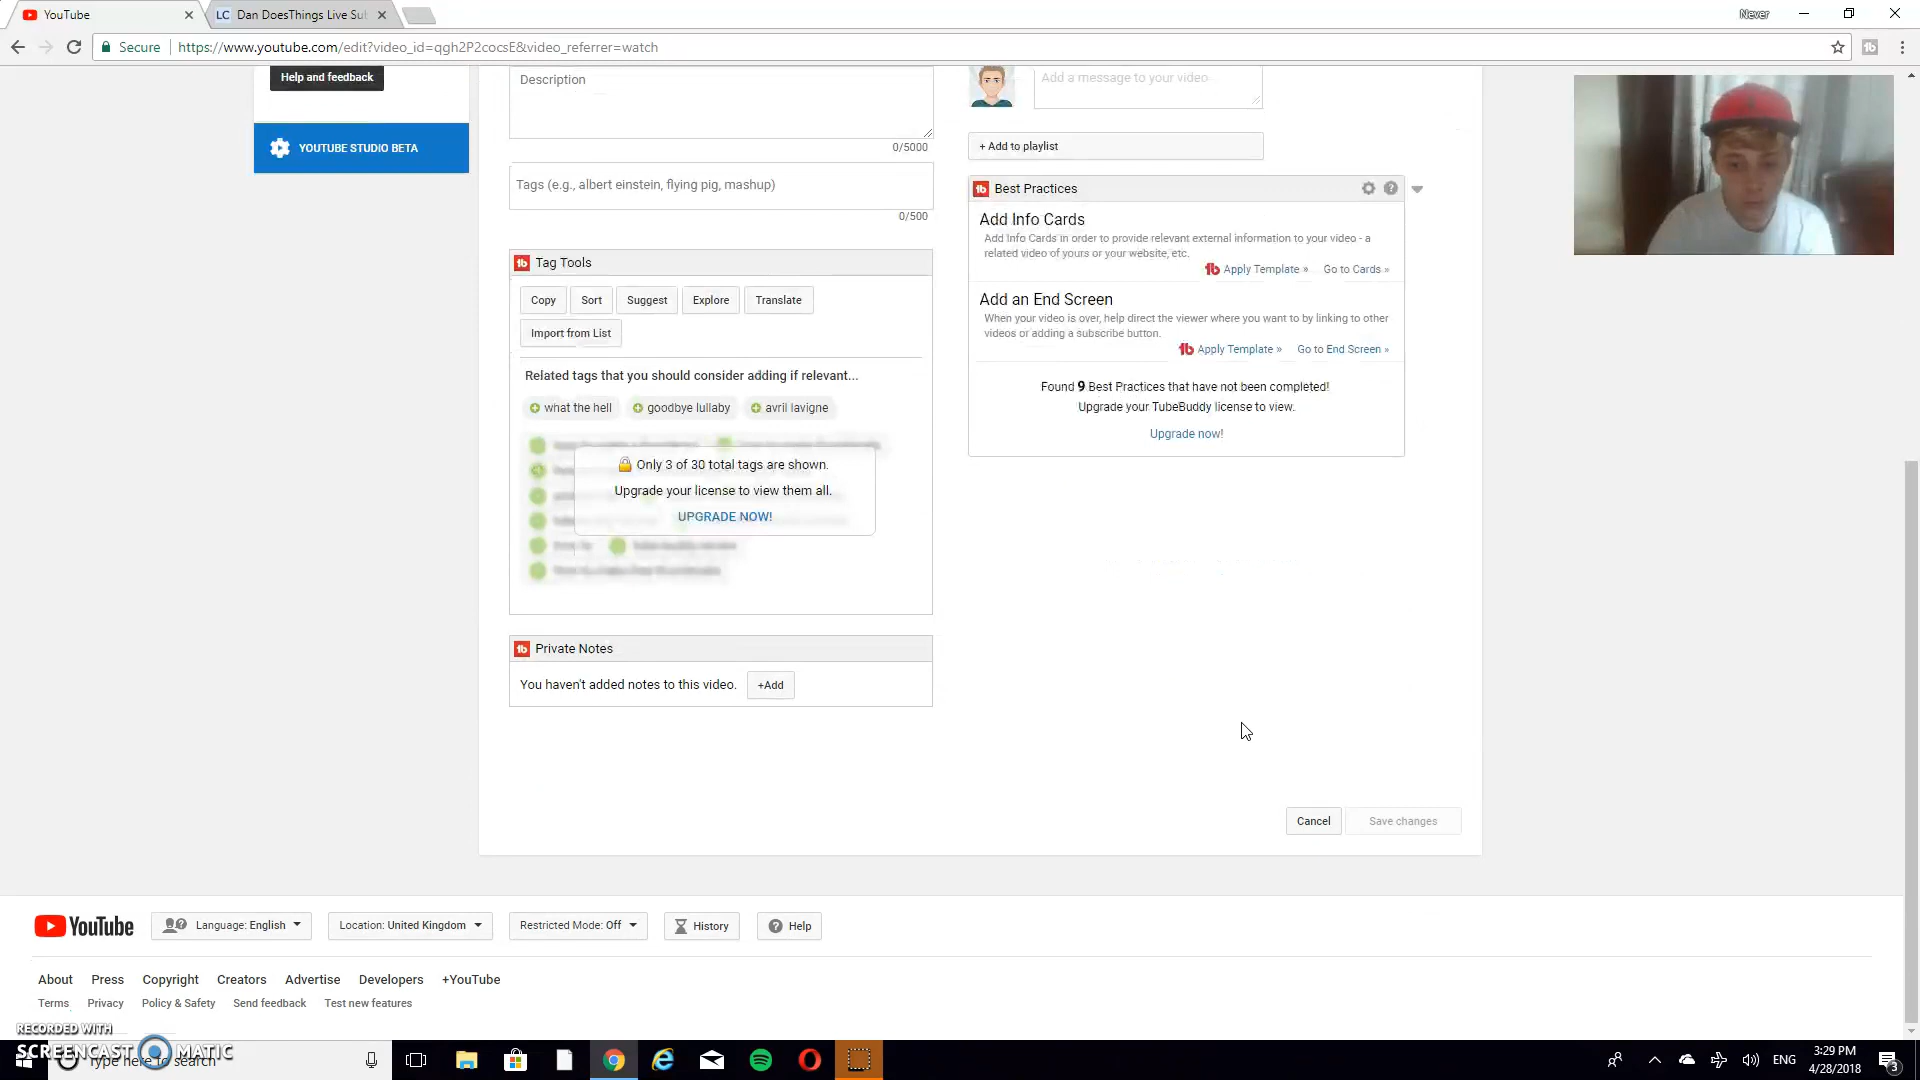 YouTube
LC Dan DoesThings Live Sul
Never
Secure
https://www.youtube.com/edit?video_id=qgh2P2cocsE&video_referrer=watch
Help and feedback
YOUTUBE STUDIO BETA
Description
0/5000
Tags (e.g., albert einstein, flying pig, mashup)
0/500
Tag Tools
Copy Sort Suggest Explore Translate
Import from List
Related tags that you should consider adding if relevant...
what the hell goodbye lullaby avril lavigne
Only 3 of 30 total tags are shown.
Upgrade your license to view them all.
UPGRADE NOW!
Private Notes
You haven't added notes to this video. +Add
Add a message to your video
+ Add to playlist
Best Practices
Add Info Cards
Add Info Cards in order to provide relevant external information to your video - a
related video of yours or your website, etc.
Apply Template » Go to Cards »
Add an End Screen
When your video is over, help direct the viewer where you want to by linking to other
videos or adding a subscribe button.
Apply Template » Go to End Screen »
Found 9 Best Practices that have not been completed!
Upgrade your TubeBuddy license to view.
Upgrade now!
Cancel Save changes
YouTube Language: English Location: United Kingdom Restricted Mode: Off History Help
About Press Copyright Creators Advertise Developers +YouTube
Terms Privacy Policy & Safety Send feedback Test new features
RECORDED WITH
SCREENCAST MATIC
Type here to search
ENG
3:29 PM
4/28/2018
3